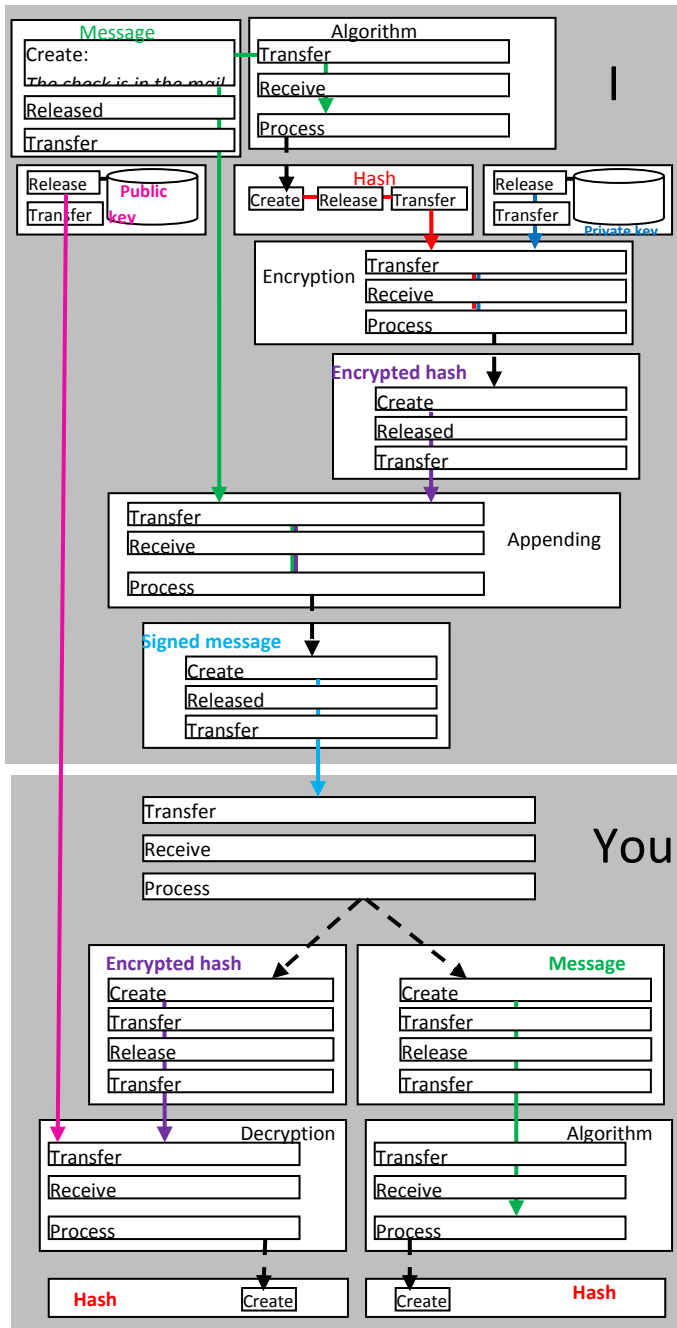 Message
Create:
The check is in the mail
Released
Transfer
Algorithm
Transfer
Receive
Process
I
Release
Transfer
Public
key
Hash
Create
Release
Transfer
Release
Transfer
Private key
Encryption
Transfer
Receive
Process
Encrypted hash
Create
Released
Transfer
Transfer
Receive
Process
Appending
Signed message
Create
Released
Transfer
You
Transfer
Receive
Process
Encrypted hash
Create
Transfer
Release
Transfer
Message
Create
Transfer
Release
Transfer
Decryption
Transfer
Receive
Process
Algorithm
Transfer
Receive
Process
Hash
Create
Create
Hash